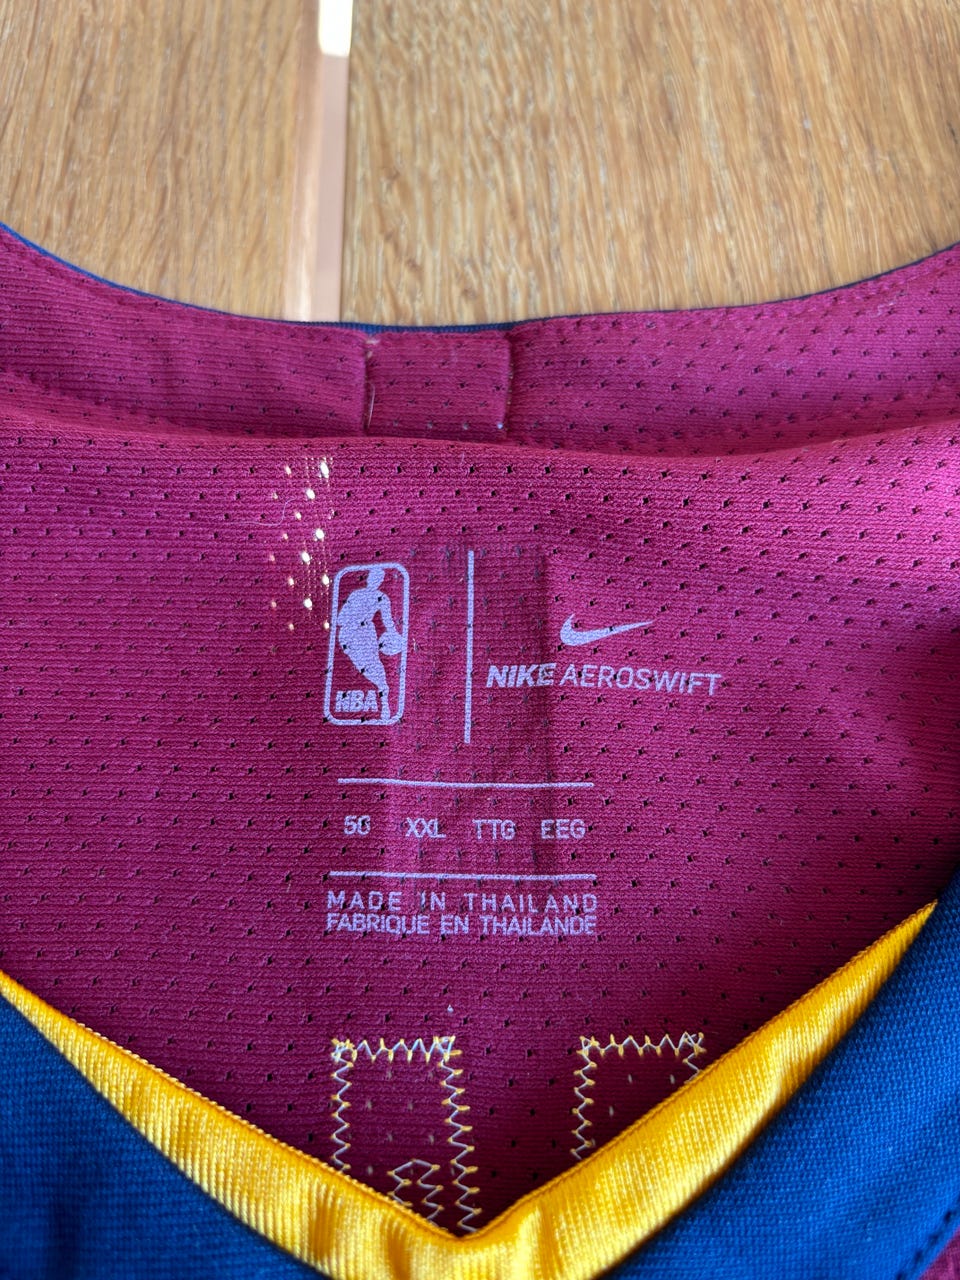 NBA
NIKE AEROSWIFT
50 XXL TTG EEG
MADE IN THAILAND
FABRIQUE EN THAILANDE